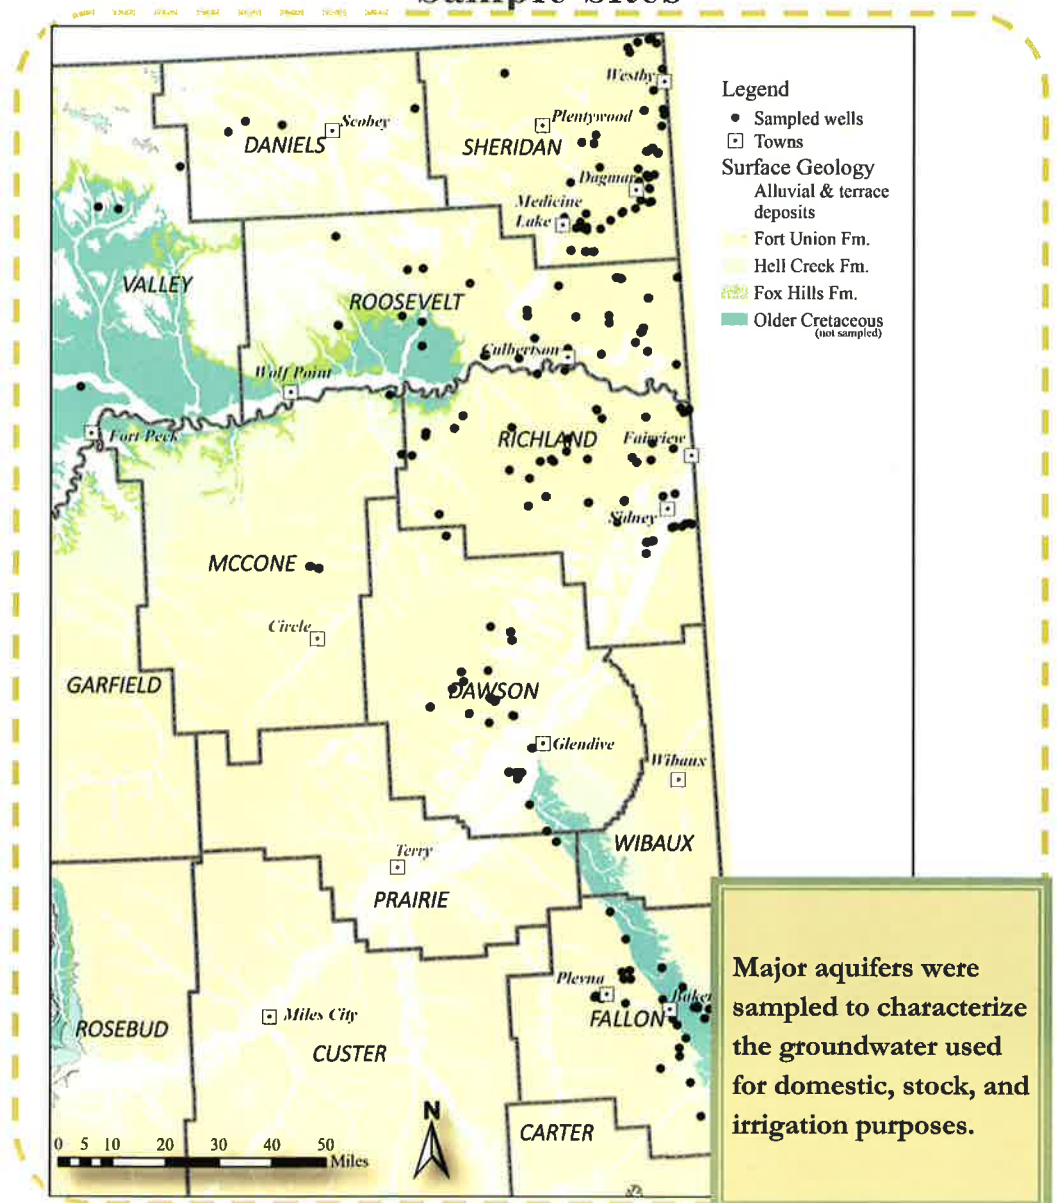 Sample Sites
Westby
Legend
Sampled wells
Towns
Surface Geology
Alluvial & terrace
deposits
Fort Union Fm.
Hell Creek Fm.
Fox Hills Fm.
Older Cretaceous
(not sampled)
Scobey
DANIELS
Plentywood
SHERIDAN
Dagmar
Medicine
Lake
VALLEY
ROOSEVELT
Culbertson
Wolf Point
Fort Peck
RICHLAND
Fairview
Sidney
MCCONE
Circle
GARFIELD
DAWSON
Glendive
Wibaux
WIBAUX
Terry
PRAIRIE
Plevna
Baker
FALLON
ROSEBUD
Miles City
CUSTER
CARTER
N
0 5 10 20 30 40 50
Miles
Major aquifers were
sampled to characterize
the groundwater used
for domestic, stock, and
irrigation purposes.